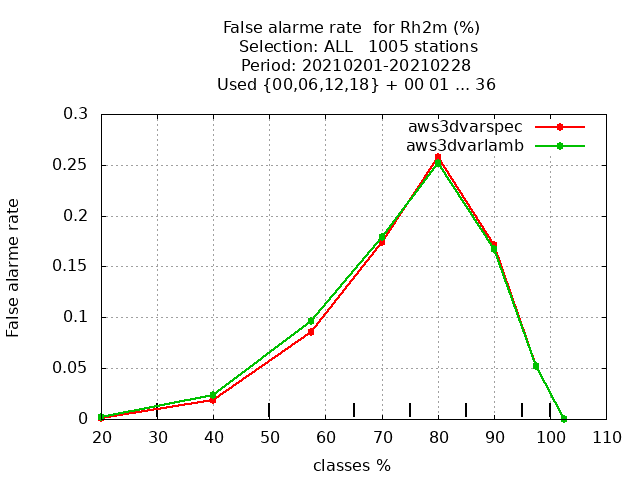 False alarme rate  for Rh2m (%)
Selection: ALL   1005 stations
Period: 20210201-20210228
Used {00,06,12,18} + 00 01 ... 36
aws3dvarspec
aws3dvarlamb
0.3
0.25
0.2
0.15
0.1
0.05
0
False alarme rate
20 30 40 50 60 70 80 90 100 110
classes %